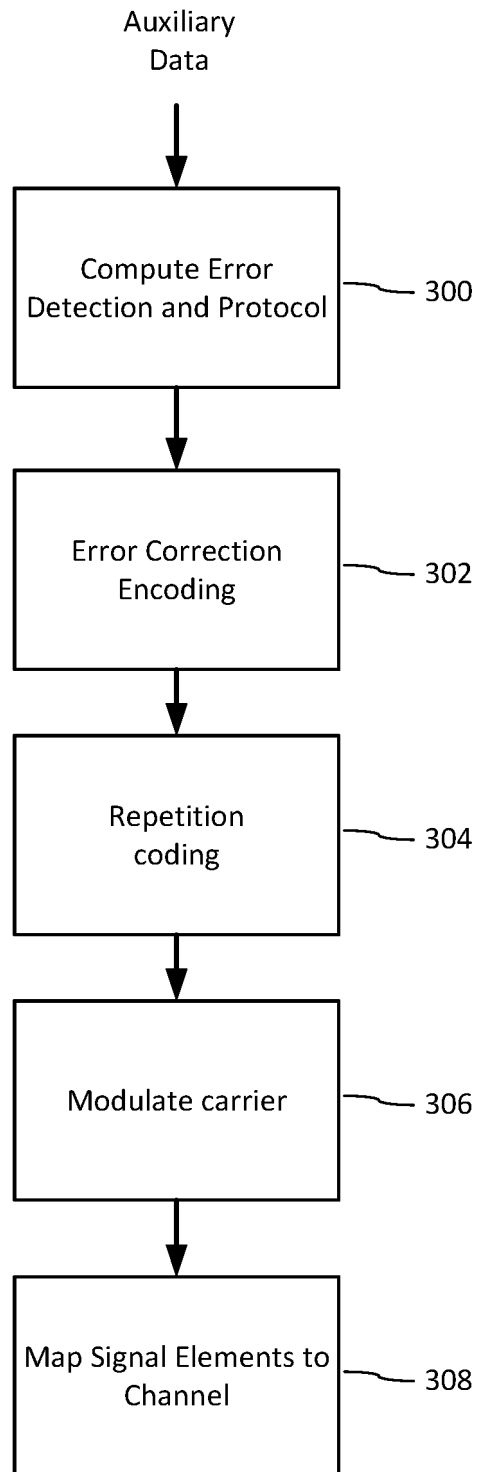 Auxiliary
Data
Compute Error
Detection and Protocol
300
Error Correction
Encoding
302
Repetition
coding
304
Modulate carrier
306
Map Signal Elements to
Channel
308